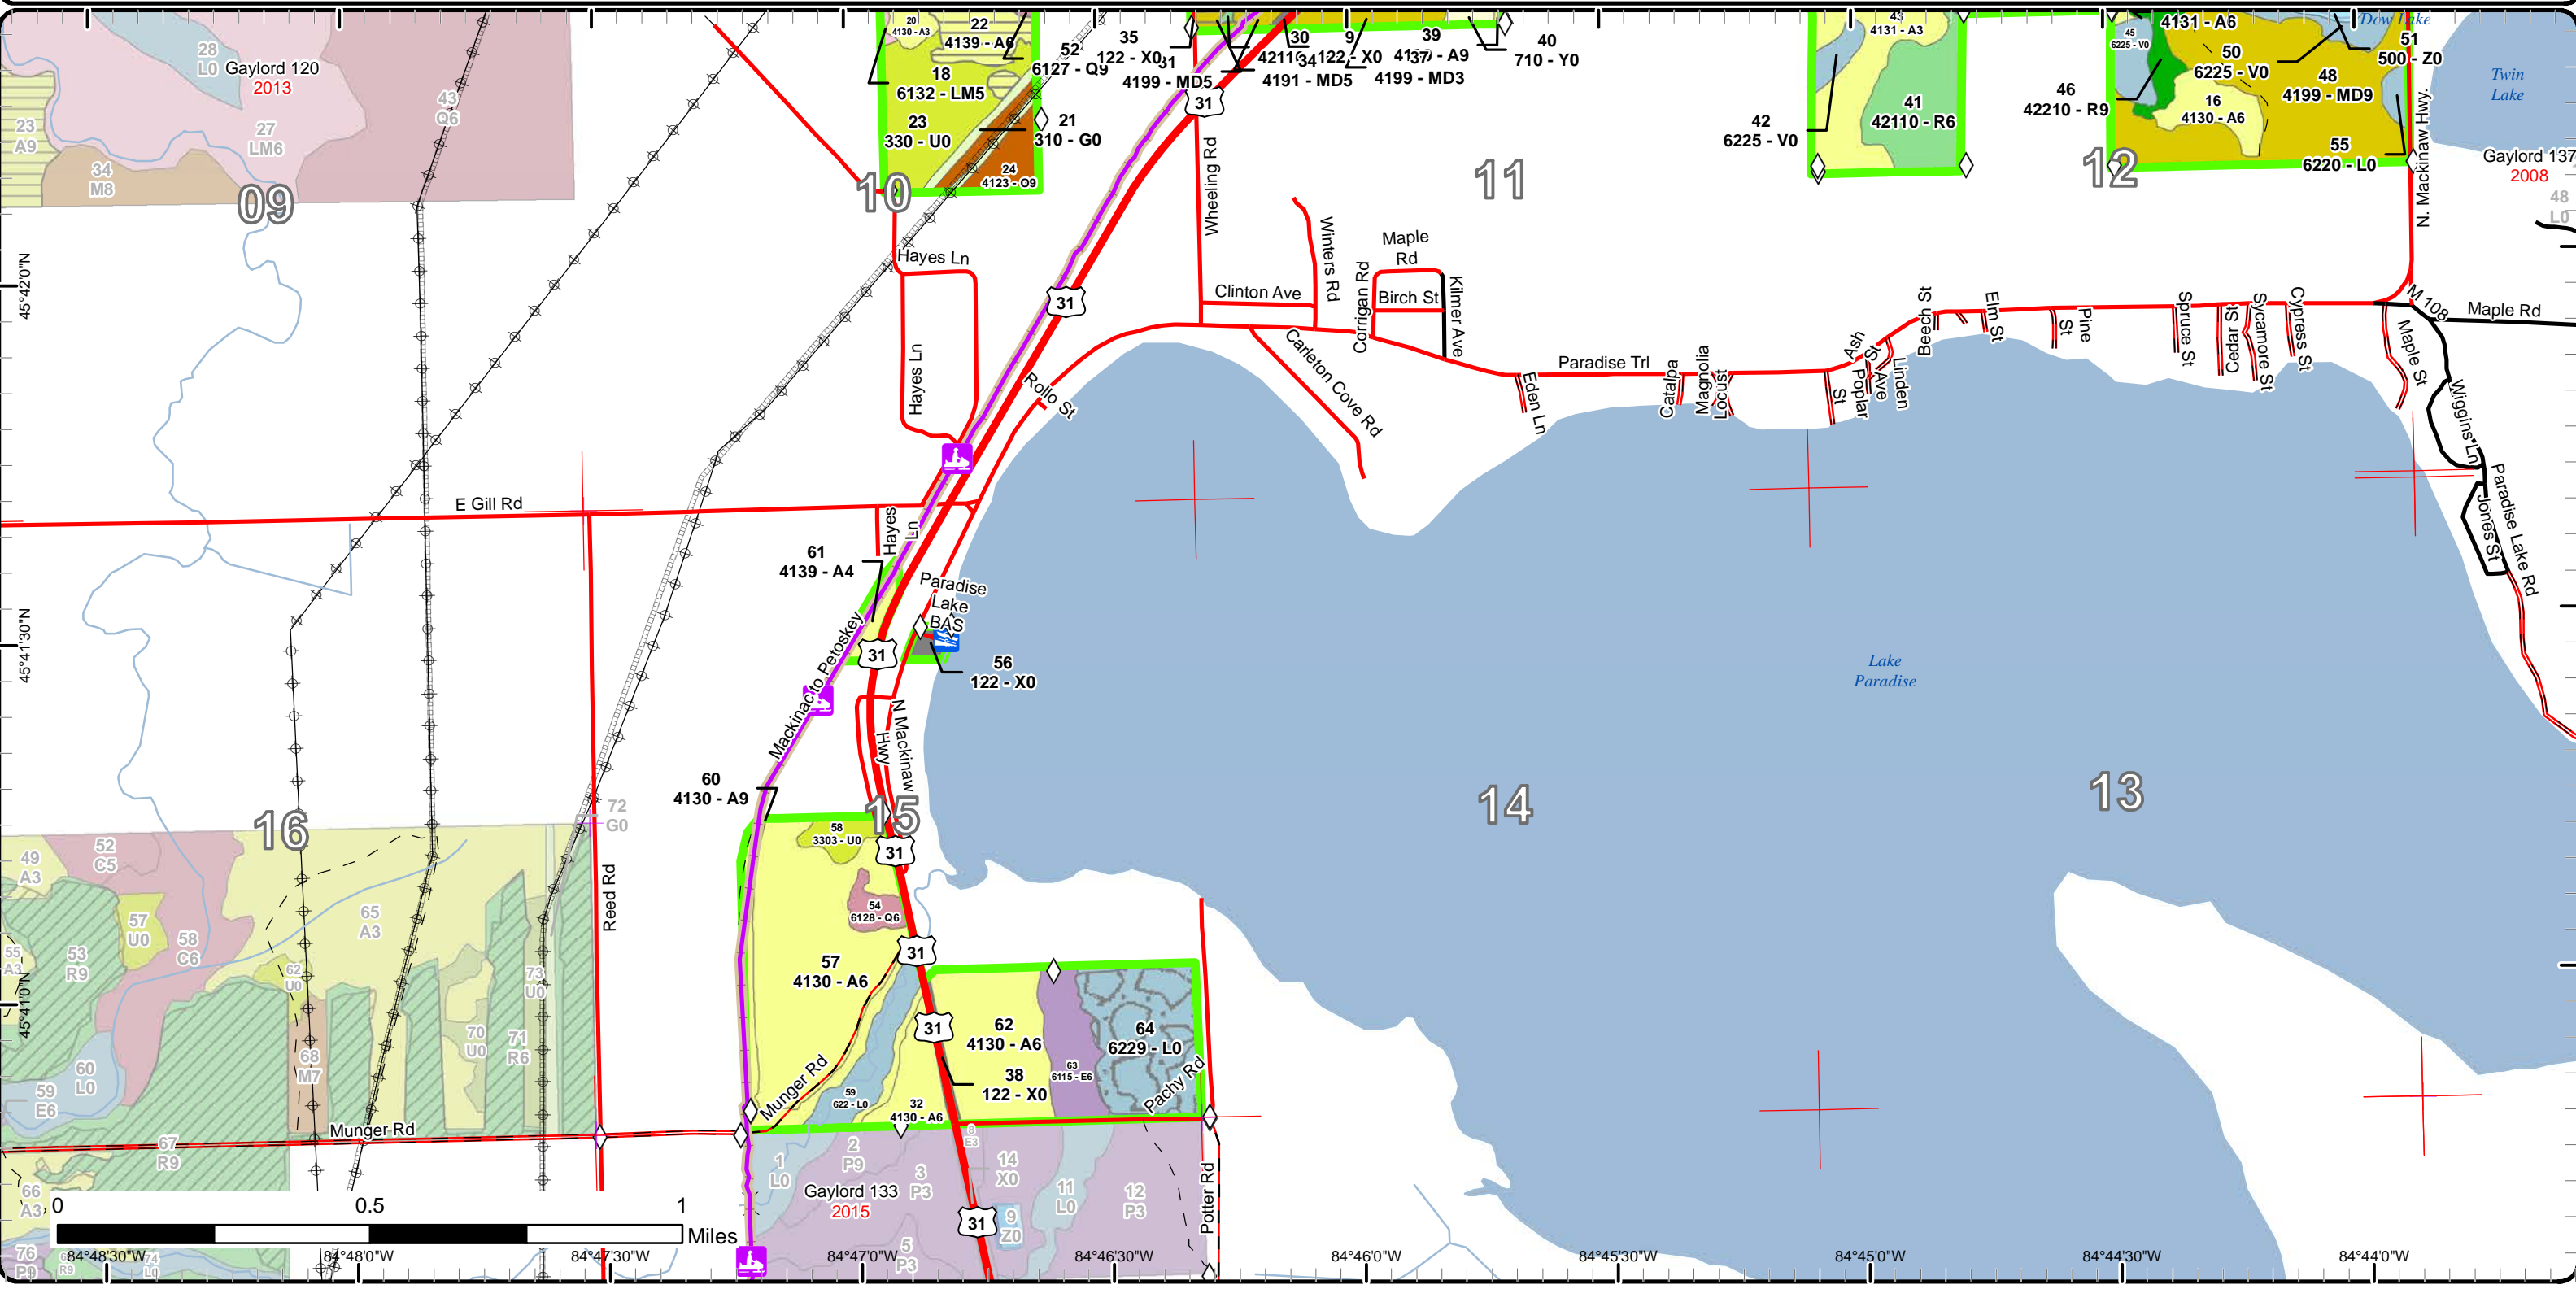 28
L0
Gaylord 120
2013
43
Q6
23
A9
27
LM6
34
M8
09
20
4130 - A3
22
4139 - A6
18
6132 - LM5
23
330 - U0
24
4123 - O9
10
52
6127 - Q9
21
310 - G0
35
122 - X0
31
4199 - MD5
30
4211
34
4191 - MD5
9
122 - X0
37
4199 - MD3
39
40
710 - Y0
31
11
43
4131 - A3
41
42110 - R6
42
6225 - V0
45
6225 - V0
4131 - A6
50
6225 - V0
46
42210 - R9
16
4130 - A6
48
4199 - MD9
51
500 - Z0
55
6220 - L0
12
Dow Lake
Twin
Lake
N. Mackinaw Hwy.
Gaylord 137
2008
48
L0
45°42'0"N
Hayes Ln
Hayes Ln
31
Wheeling Rd
Winters Rd
Clinton Ave
Corrigan Rd
Maple
Rd
Birch St
Kilmer Ave
Carleton Cove Rd
Rollo St
Paradise Trl
Eden Ln
Catalpa
Magnolia
Locust
Ash
St
Poplar
St
Linden
Ave
Beech St
Elm St
Pine
St
Spruce St
Cedar St
Sycamore St
Cypress St
M 108
Maple Rd
Maple St
Wiggins Ln
Jones St
Paradise Lake Rd
E Gill Rd
Hayes
Ln
61
4139 - A4
Paradise
Lake
BAS
45°41'30"N
31
56
122 - X0
Mackinac to Petoskey
N Mackinaw
Hwy
Lake
Paradise
60
4130 - A9
72
G0
16
15
14
13
58
3303 - U0
31
49
A3
52
C5
65
A3
57
U0
58
C6
53
R9
55
A3
62
U0
Reed Rd
54
6128 - Q6
31
57
4130 - A6
73
U0
45°41'0"N
31
62
4130 - A6
64
6229 - L0
70
U0
71
R6
68
M7
60
L0
59
E6
63
6115 - E6
38
122 - X0
Munger Rd
59
622 - L0
32
4130 - A6
Pachy Rd
Munger Rd
67
R9
66
A3
8
E3
2
P9
1
L0
3
P3
14
X0
11
L0
12
P3
Gaylord 133
2015
9
Z0
31
5
P3
Potter Rd
0
0.5
1
Miles
76
P9
R9
74
L0
84°48'30"W
84°48'0"W
84°47'30"W
84°47'0"W
84°46'30"W
84°46'0"W
84°45'30"W
84°45'0"W
84°44'30"W
84°44'0"W